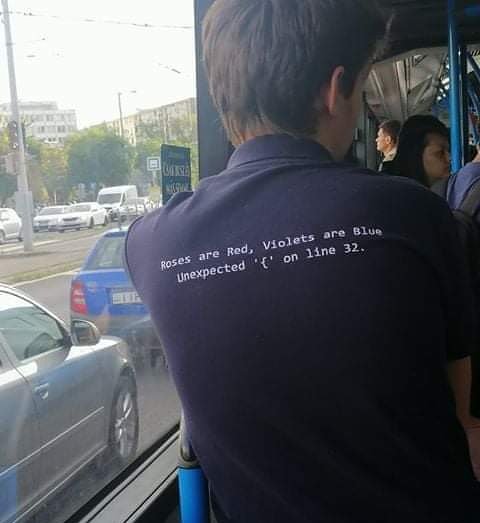 Roses are Red, Violets are Blue
Unexpected '{' on line 32.